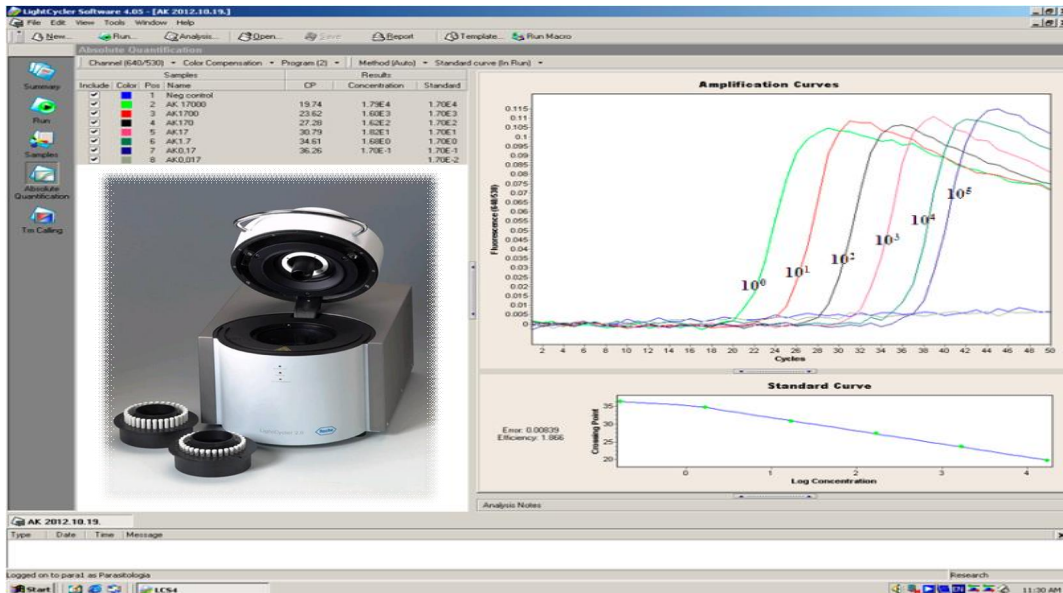 LightCycler Software 4.05 - [AK 2012.10.19.]
File Edit View Tools Window Help
New... Run... Analysis... Open... Save Report Template... Run Macro
Absolute Quantification
Channel (640/530) Color Compensation Program (2) Method (Auto) Standard curve (In Run)
Samples Results
Include Color Pos Name CP Concentration Standard
1 Neg control
2 AK 17000 19.74 1.79E4 1.70E4
3 AK1700 23.62 1.60E3 1.70E3
4 AK170 27.28 1.62E2 1.70E2
5 AK17 30.79 1.82E1 1.70E1
6 AK1.7 34.61 1.68E0 1.70E0
7 AK0,17 36.26 1.70E-1 1.70E-1
8 AK0,017 1.70E-2
Summary
Run
Samples
Absolute
Quantification
Tm Calling
LightCycler
Roche
Amplification Curves
Fluorescence (640/530)
0.115
0.11
0.105
0.1
0.095
0.09
0.085
0.08
0.075
0.07
0.065
0.06
0.055
0.05
0.045
0.04
0.035
0.03
0.025
0.02
0.015
0.01
0.005
0
10⁰ 10¹ 10² 10³ 10⁴ 10⁵
2 4 6 8 10 12 14 16 18 20 22 24 26 28 30 32 34 36 38 40 42 44 46 48 50
Cycles
Standard Curve
Error: 0.00839
Efficiency: 1.866
Crossing Point
35
30
25
20
0 1 2 3 4
Log Concentration
Analysis Notes
AK 2012.10.19.
Type Date Time Message
Logged on to para1 as Parasitologia Research
Start LCS4 EN 11:30 AM